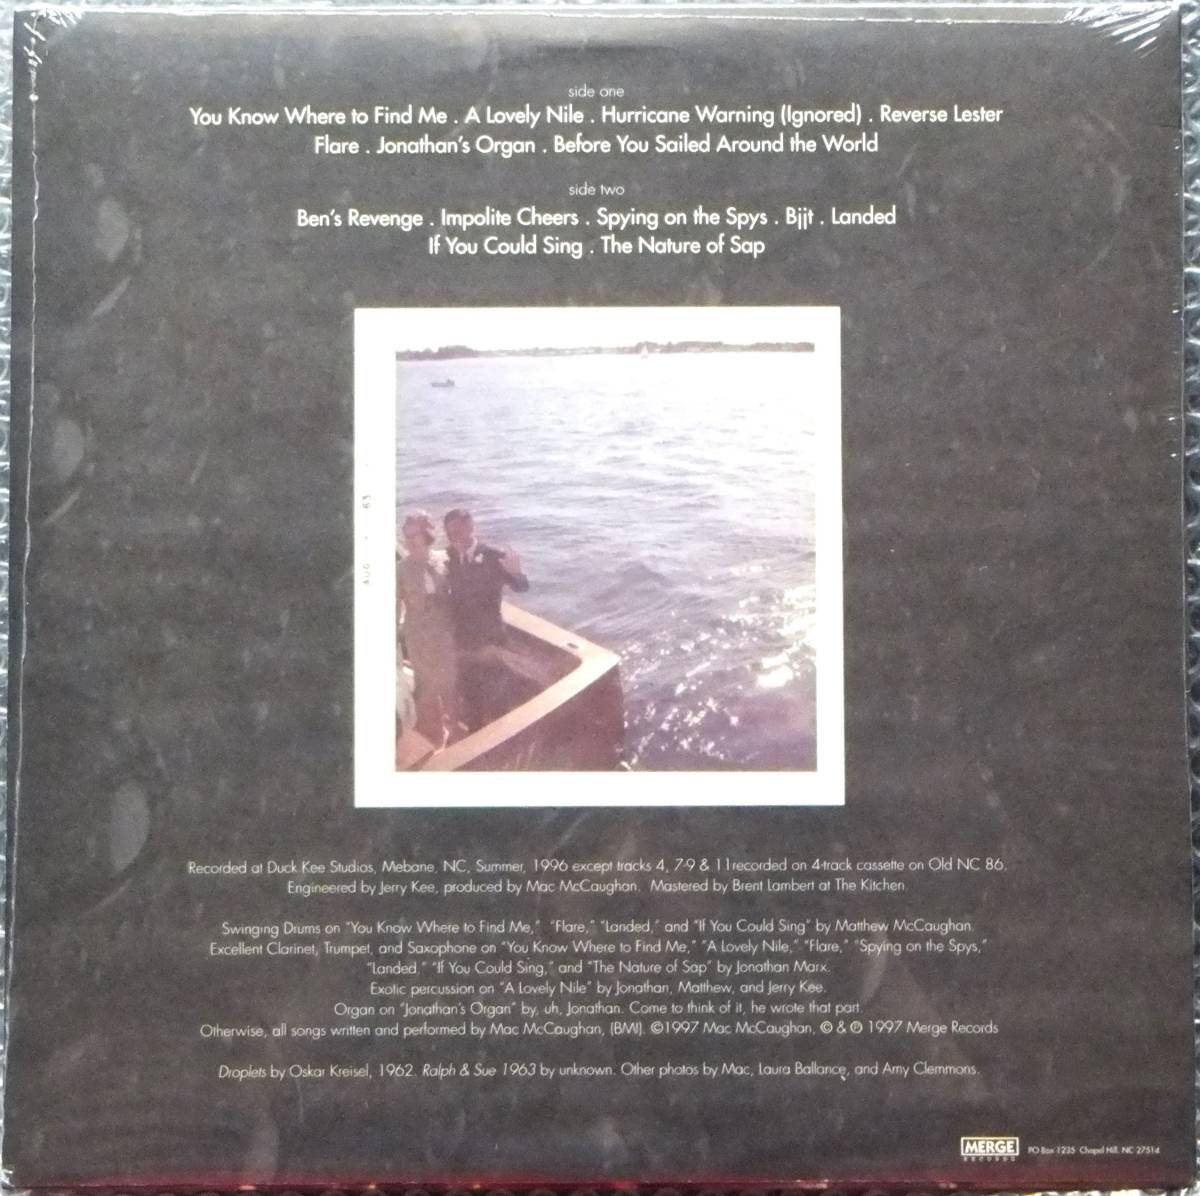 side one
You Know Where to Find Me . A Lovely Nile . Hurricane Warning (Ignored) . Reverse Lester
Flare . Jonathan's Organ . Before You Sailed Around the World
side two
Ben's Revenge . Impolite Cheers . Spying on the Spys . Bjjt . Landed
If You Could Sing . The Nature of Sap
AUG • 63
Recorded at Duck Kee Studios, Mebane, NC, Summer, 1996 except tracks 4, 7-9 & 11recorded on 4-track cassette on Old NC 86.
Engineered by Jerry Kee, produced by Mac McCaughan. Mastered by Brent Lambert at The Kitchen.
Swinging Drums on "You Know Where to Find Me," "Flare," "Landed," and "If You Could Sing" by Matthew McCaughan.
Excellent Clarinet, Trumpet, and Saxophone on "You Know Where to Find Me," "A Lovely Nile," "Flare," "Spying on the Spys,"
"Landed," "If You Could Sing," and "The Nature of Sap" by Jonathan Marx.
Exotic percussion on "A Lovely Nile" by Jonathan, Matthew, and Jerry Kee.
Organ on "Jonathan's Organ" by, uh, Jonathan. Come to think of it, he wrote that part.
Otherwise, all songs written and performed by Mac McCaughan, (BMI). ©1997 Mac McCaughan, © & ℗ 1997 Merge Records
Droplets by Oskar Kreisel, 1962. Ralph & Sue 1963 by unknown. Other photos by Mac, Laura Ballance, and Amy Clemmons.
MERGE
RECORDS
PO Box 1235 Chapel Hill, NC 27514